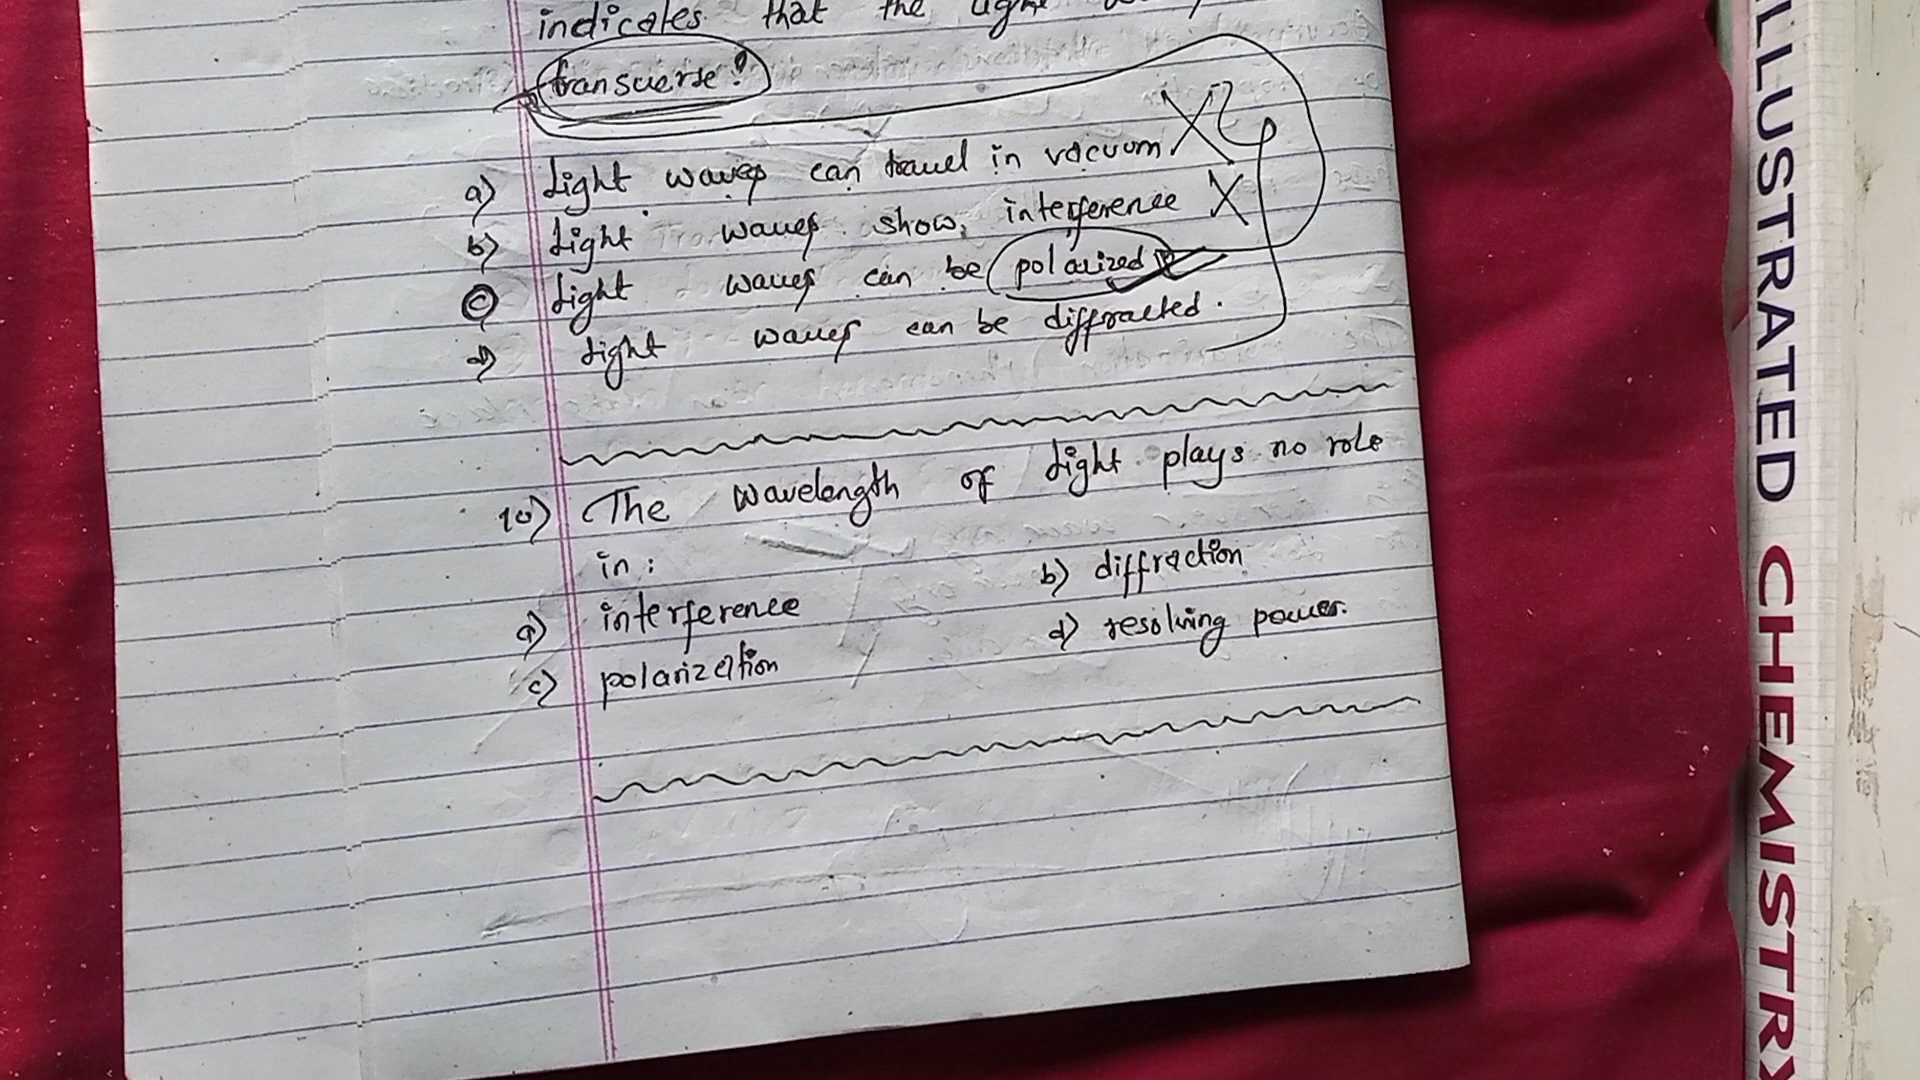 indicates that the light
transverse?
a) Light waves can travel in vacuum
b) Light waves show interference
c) Light waves can be polarized
d) Light waves can be diffracted.
10) The wavelength of light plays no role
in :
a) interference b) diffraction
c) polarization d) resolving power.
ILLUSTRATED CHEMISTRY